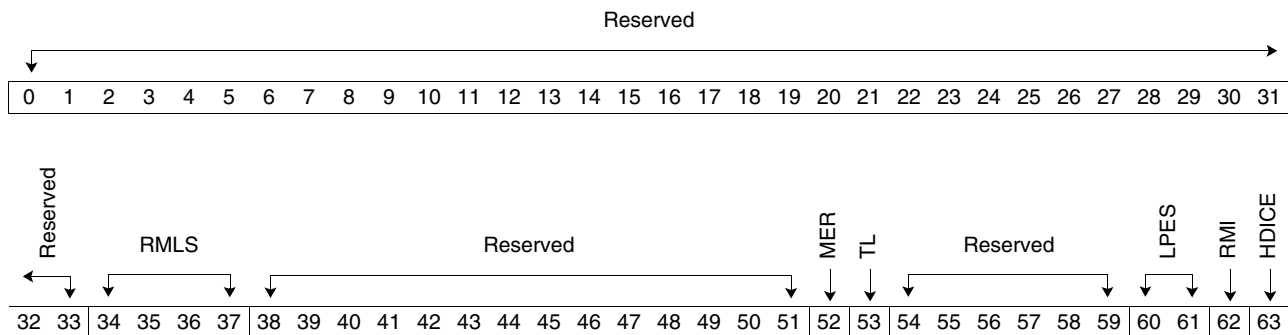 Reserved
0 1 2 3 4 5 6 7 8 9 10 11 12 13 14 15 16 17 18 19 20 21 22 23 24 25 26 27 28 29 30 31
Reserved RMLS Reserved MER TL Reserved LPES RMI HDICE
32 33 34 35 36 37 38 39 40 41 42 43 44 45 46 47 48 49 50 51 52 53 54 55 56 57 58 59 60 61 62 63